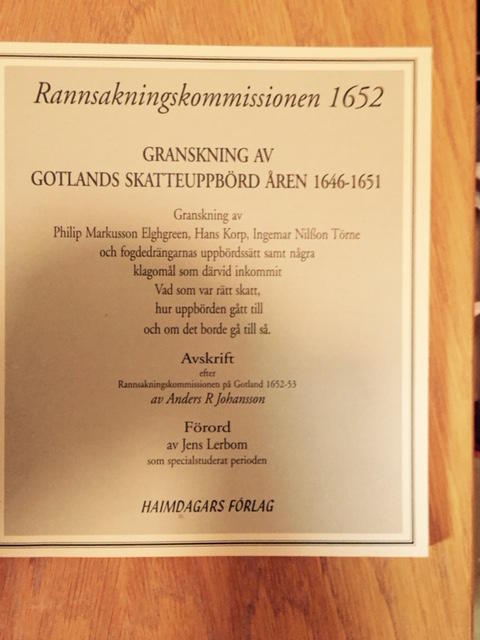 Rannsakningskommissionen 1652
GRANSKNING AV
GOTLANDS SKATTEUPPBÖRD ÅREN 1646-1651
Granskning av
Philip Markusson Elghgreen, Hans Korp, Ingemar Nilßon Törne
och fogdedrängarnas uppbördssätt samt några
klagomål som därvid inkommit
Vad som var rätt skatt,
hur uppbörden gått till
och om det borde gå till så.
Avskrift
efter
Rannsakningskommissionen på Gotland 1652-53
av Anders R Johansson
Förord
av Jens Lerbom
som specialstuderat perioden
HAIMDAGARS FÖRLAG